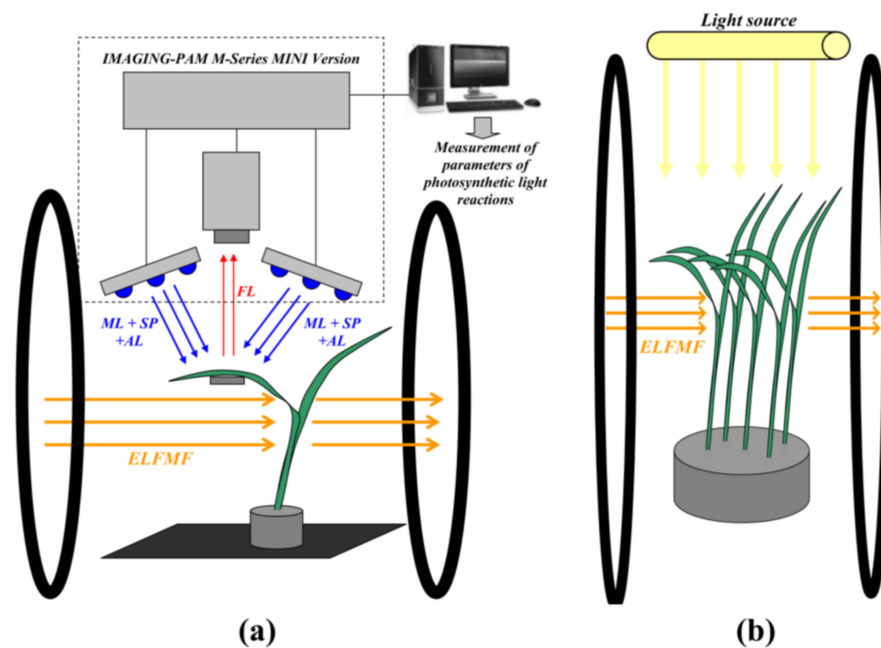 IMAGING-PAM M-Series MINI Version
Measurement of
parameters of
photosynthetic light
reactions
FL
ML + SP
+AL
ML + SP
+AL
ELFMF
(a)
Light source
ELFMF
(b)